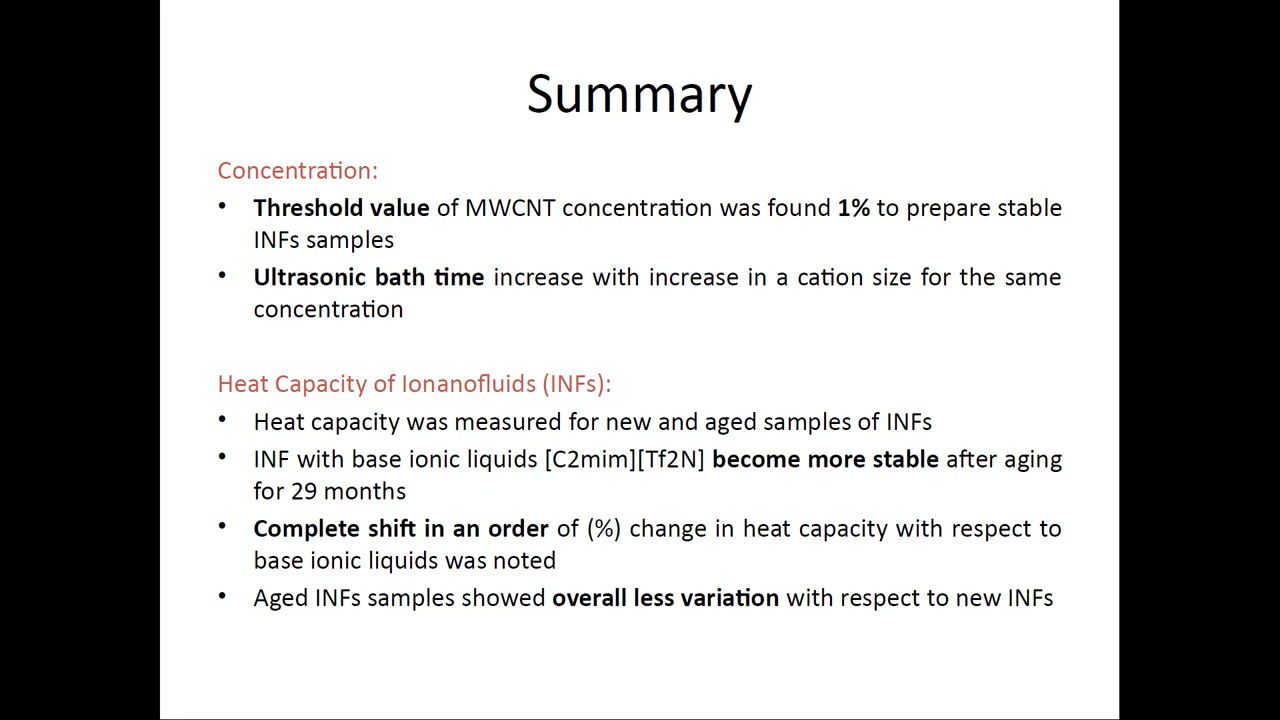 Summary
Concentration:
• Threshold value of MWCNT concentration was found 1% to prepare stable
INFs samples
• Ultrasonic bath time increase with increase in a cation size for the same
concentration
Heat Capacity of Ionanofluids (INFs):
• Heat capacity was measured for new and aged samples of INFs
• INF with base ionic liquids [C2mim][Tf2N] become more stable after aging
for 29 months
• Complete shift in an order of (%) change in heat capacity with respect to
base ionic liquids was noted
• Aged INFs samples showed overall less variation with respect to new INFs